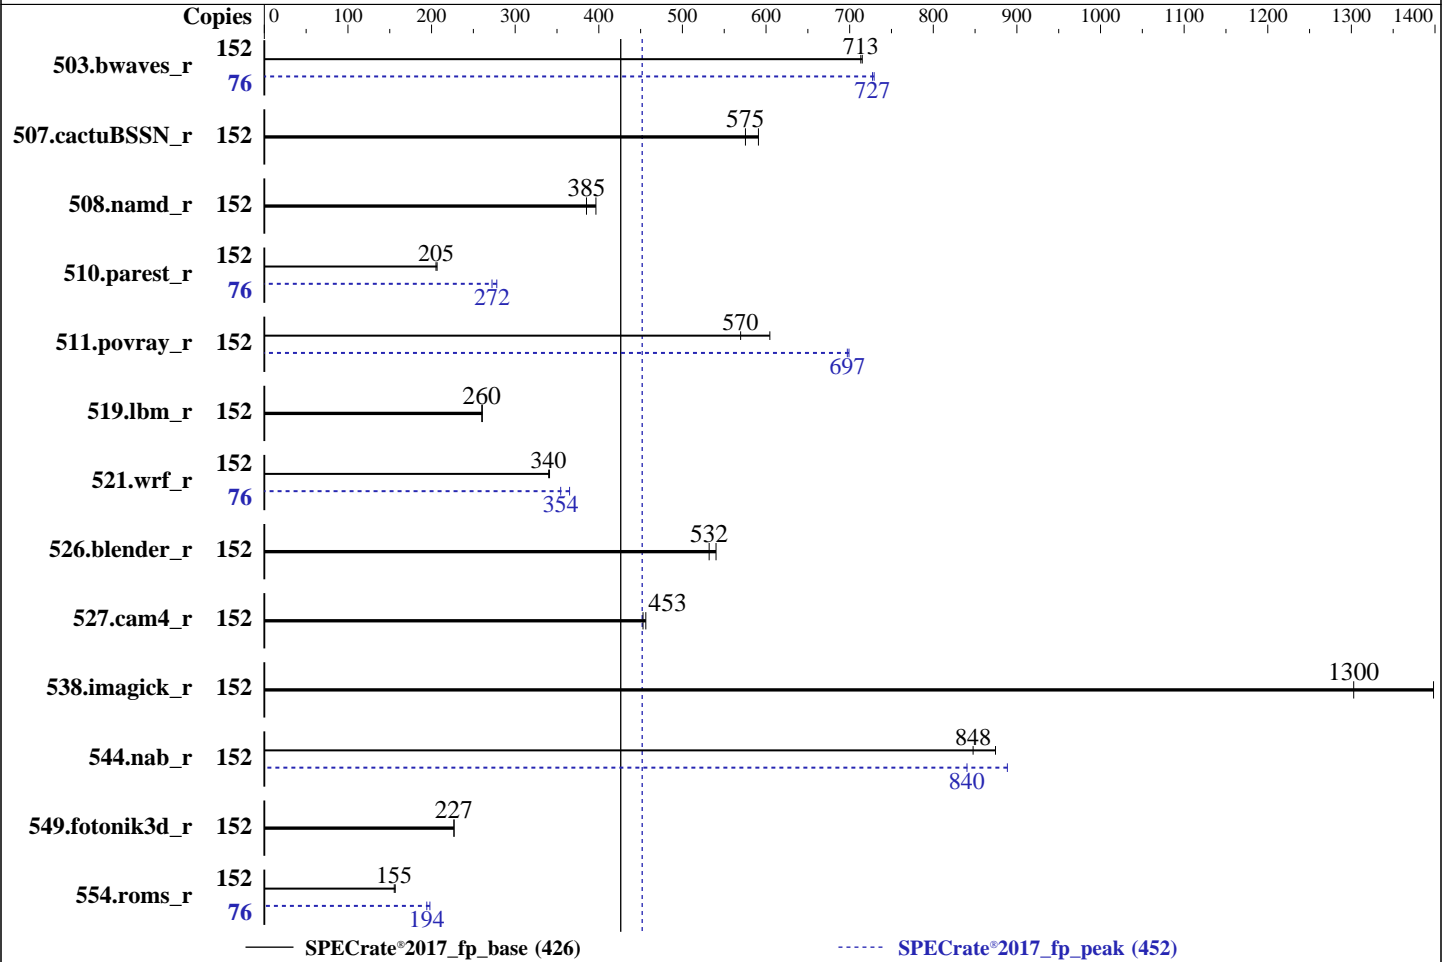 Copies 0 100 200 300 400 500 600 700 800 900 1000 1100 1200 1300 1400
503.bwaves_r 152 713
76 727
507.cactuBSSN_r 152 575
508.namd_r 152 385
510.parest_r 152 205
76 272
511.povray_r 152 570
697
519.lbm_r 152 260
521.wrf_r 152 340
76 354
526.blender_r 152 532
527.cam4_r 152 453
538.imagick_r 152 1300
544.nab_r 152 848
840
549.fotonik3d_r 152 227
554.roms_r 152 155
76 194
SPECrate®2017_fp_base (426) SPECrate®2017_fp_peak (452)